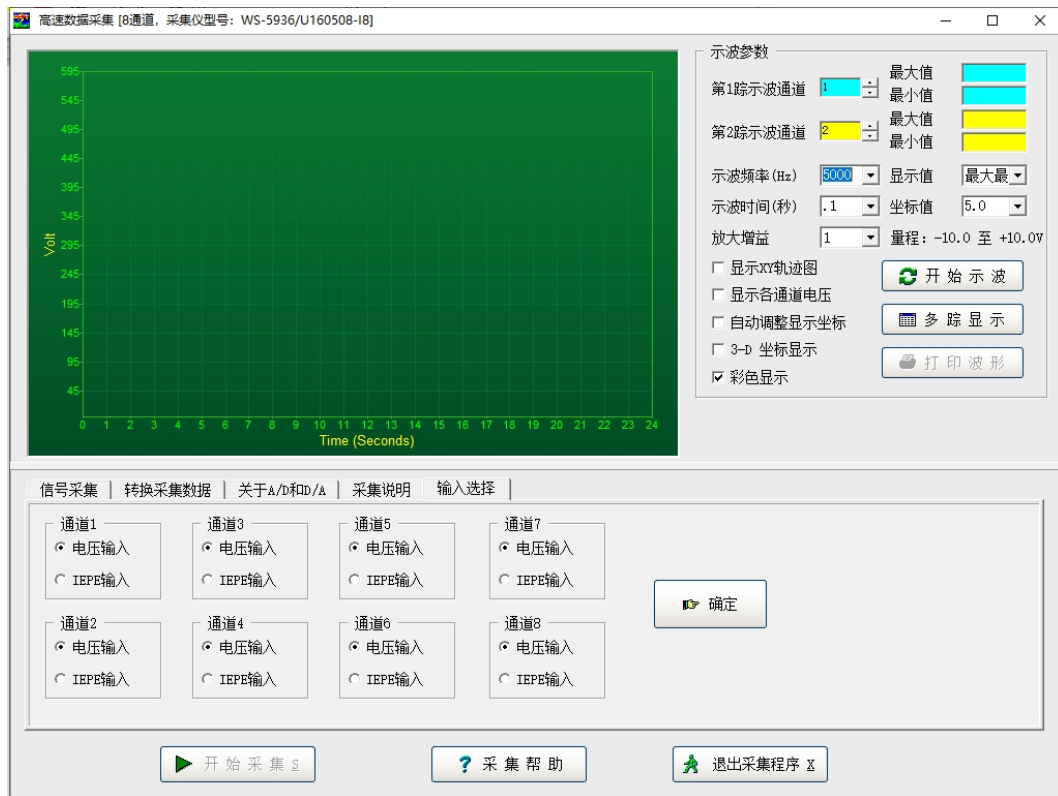 高速数据采集 [8通道, 采集仪型号: WS-5936/U160508-I8]
595
545
495
445
395
345
295
245
195
145
95
45
Volt
0 1 2 3 4 5 6 7 8 9 10 11 12 13 14 15 16 17 18 19 20 21 22 23 24
Time (Seconds)
示波参数
第1踪示波通道 1 最大值
最小值
第2踪示波通道 2 最大值
最小值
示波频率(Hz) 5000 显示值 最大最
示波时间(秒) .1 坐标值 5.0
放大增益 1 量程: -10.0 至 +10.0V
显示XY轨迹图
显示各通道电压
自动调整显示坐标
3-D 坐标显示
彩色显示
开始示波
多踪显示
打印波形
信号采集 转换采集数据 关于A/D和D/A 采集说明 输入选择
通道1 通道3 通道5 通道7
电压输入 电压输入 电压输入 电压输入
IEPE输入 IEPE输入 IEPE输入 IEPE输入
确定
通道2 通道4 通道6 通道8
电压输入 电压输入 电压输入 电压输入
IEPE输入 IEPE输入 IEPE输入 IEPE输入
开始采集 S ? 采集帮助 退出采集程序 X